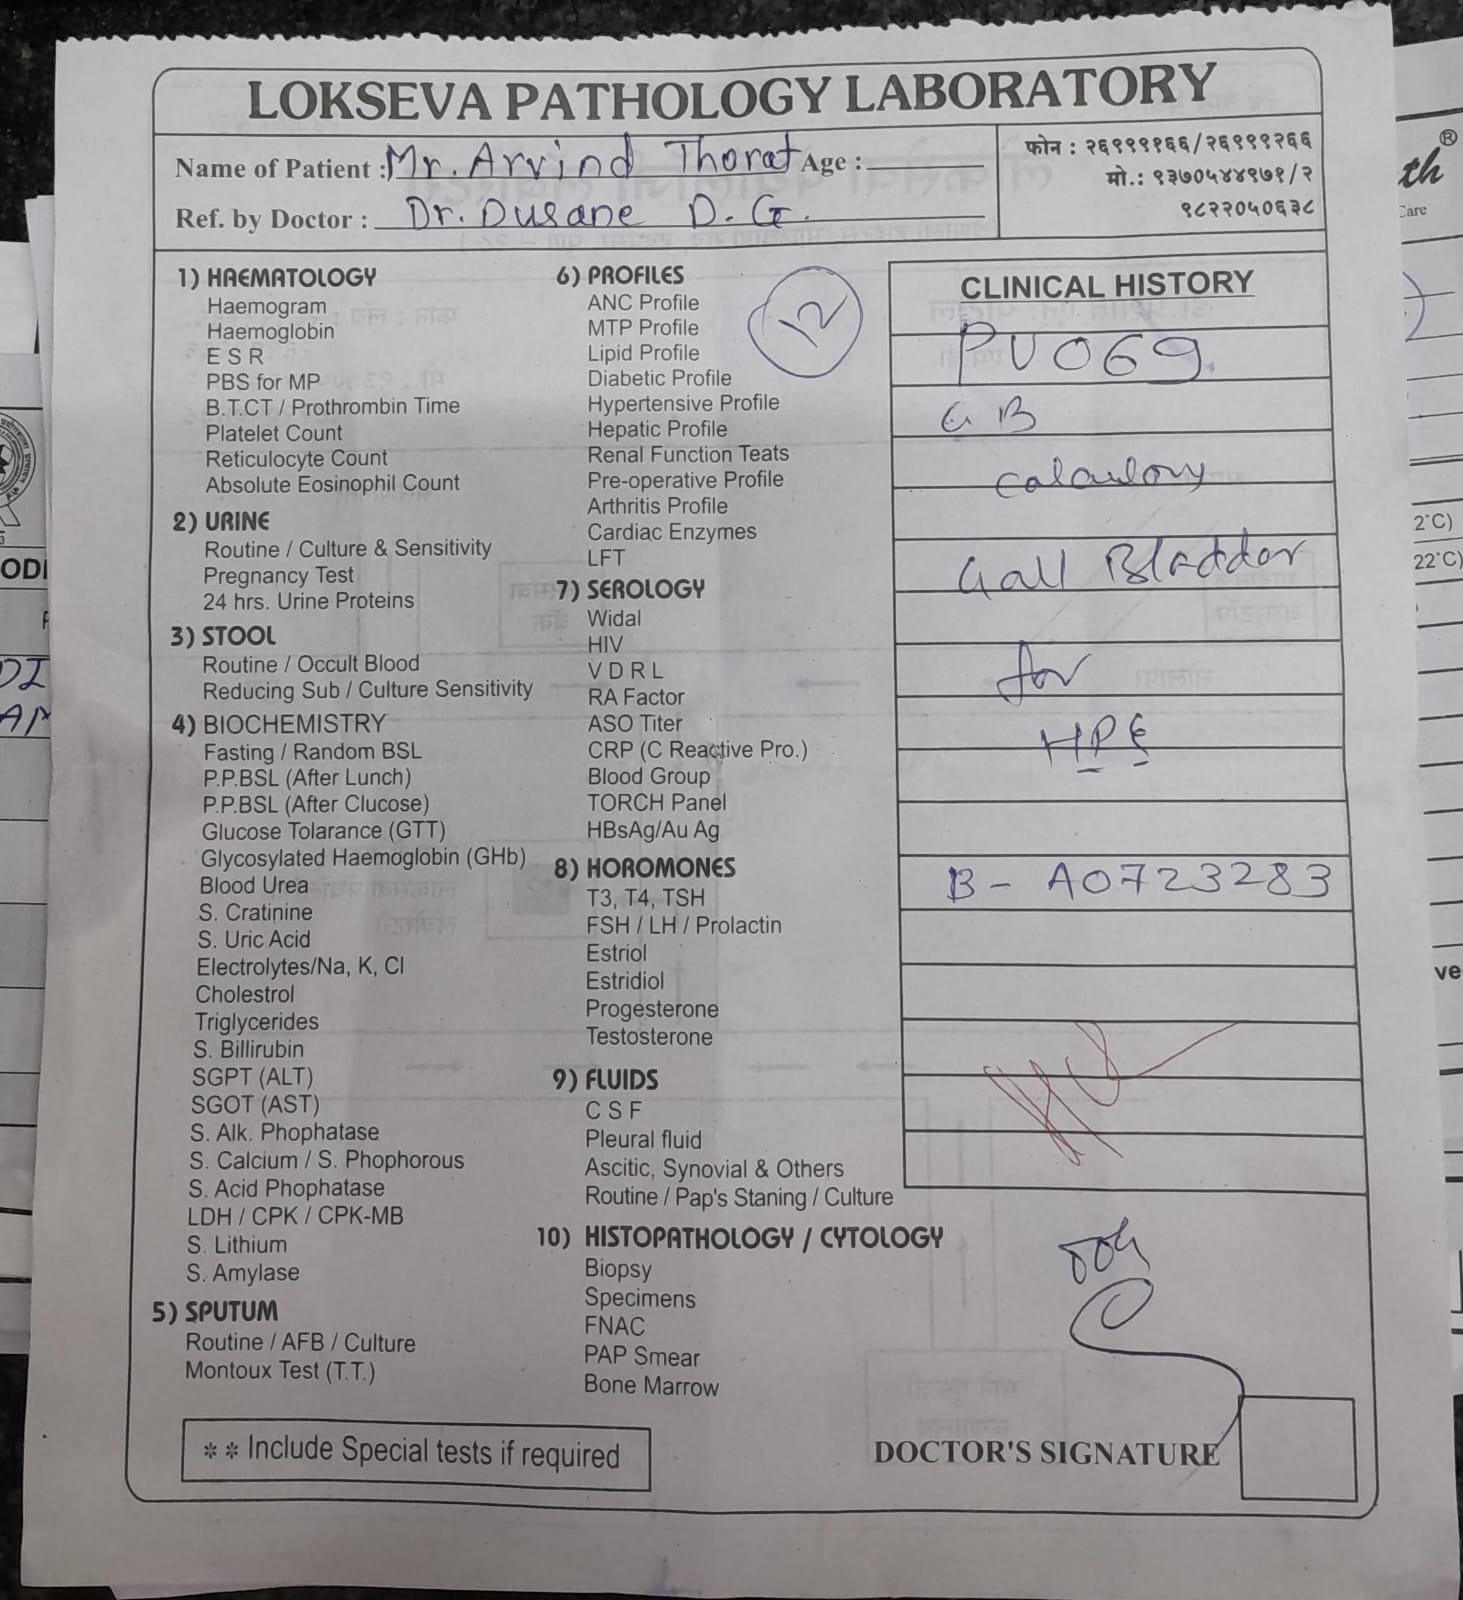 LOKSEVA PATHOLOGY LABORATORY
Name of Patient : Mr. Arvind Thorat Age :
Ref. by Doctor : Dr. Dusane D. G.
फोन : २६९११९६६/२६९११२६६
मो.: ९३७०५४४९७१/२
९८२२०५०६३८
1) HAEMATOLOGY
Haemogram
Haemoglobin
E S R
PBS for MP
B.T.CT / Prothrombin Time
Platelet Count
Reticulocyte Count
Absolute Eosinophil Count
2) URINE
Routine / Culture & Sensitivity
Pregnancy Test
24 hrs. Urine Proteins
3) STOOL
Routine / Occult Blood
Reducing Sub / Culture Sensitivity
4) BIOCHEMISTRY
Fasting / Random BSL
P.P.BSL (After Lunch)
P.P.BSL (After Clucose)
Glucose Tolarance (GTT)
Glycosylated Haemoglobin (GHb)
Blood Urea
S. Cratinine
S. Uric Acid
Electrolytes/Na, K, Cl
Cholestrol
Triglycerides
S. Billirubin
SGPT (ALT)
SGOT (AST)
S. Alk. Phophatase
S. Calcium / S. Phophorous
S. Acid Phophatase
LDH / CPK / CPK-MB
S. Lithium
S. Amylase
5) SPUTUM
Routine / AFB / Culture
Montoux Test (T.T.)
6) PROFILES
ANC Profile
MTP Profile
Lipid Profile
Diabetic Profile
Hypertensive Profile
Hepatic Profile
Renal Function Teats
Pre-operative Profile
Arthritis Profile
Cardiac Enzymes
LFT
7) SEROLOGY
Widal
HIV
V D R L
RA Factor
ASO Titer
CRP (C Reactive Pro.)
Blood Group
TORCH Panel
HBsAg/Au Ag
8) HOROMONES
T3, T4, TSH
FSH / LH / Prolactin
Estriol
Estridiol
Progesterone
Testosterone
9) FLUIDS
C S F
Pleural fluid
Ascitic, Synovial & Others
Routine / Pap's Staning / Culture
10) HISTOPATHOLOGY / CYTOLOGY
Biopsy
Specimens
FNAC
PAP Smear
Bone Marrow
12
CLINICAL HISTORY
PU069
GB
Gall Bladder
for
HPE
B - A0723283
** Include Special tests if required
DOCTOR'S SIGNATURE